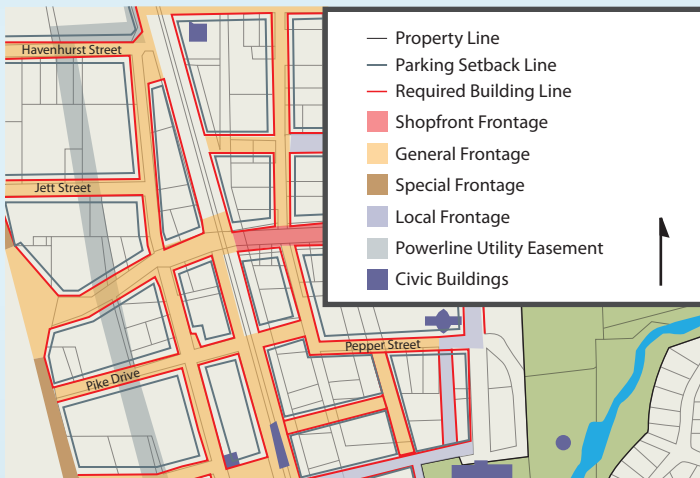 Havenhurst Street
Property Line
Parking Setback Line
Required Building Line
Shopfront Frontage
General Frontage
Special Frontage
Local Frontage
Powerline Utility Easement
Civic Buildings
Jett Street
Pepper Street
Pike Drive